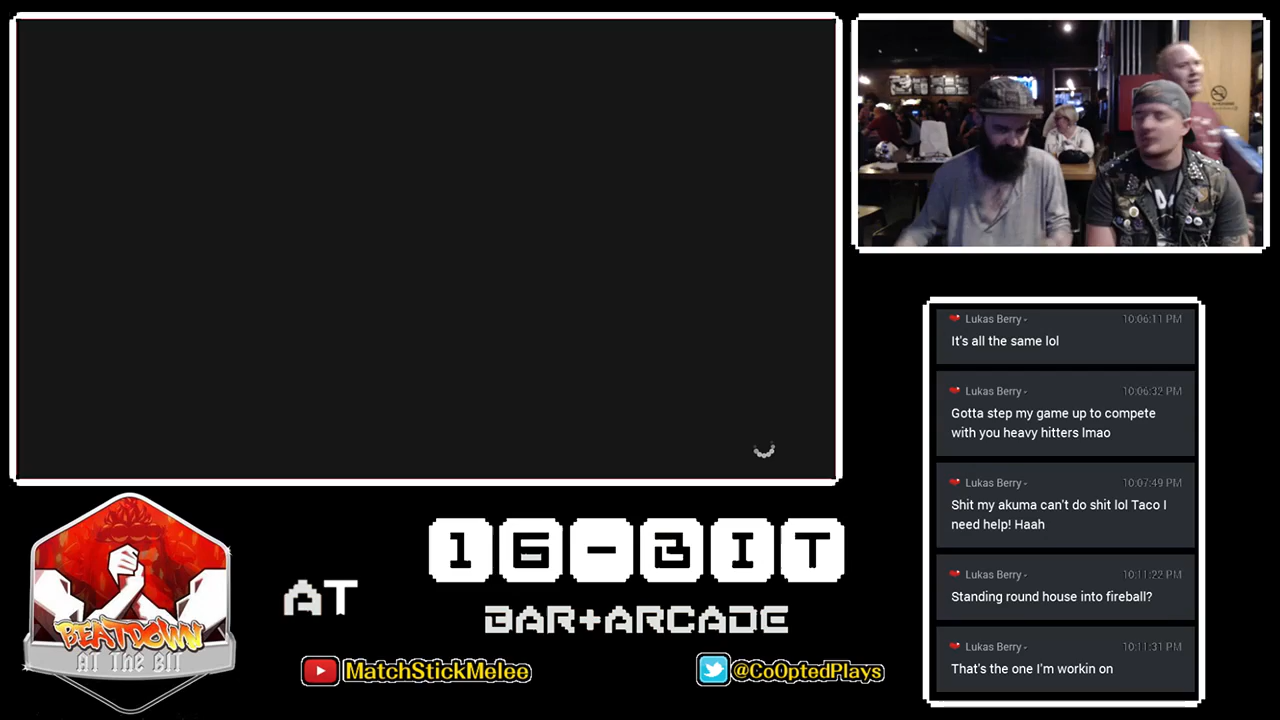 Lukas Berry
10:06:11 PM
It's all the same lol
Lukas Berry
10:06:32 PM
Gotta step my game up to compete
with you heavy hitters lmao
Lukas Berry
10:07:49 PM
Shit my akuma can't do shit lol Taco I
need help! Haah
Lukas Berry
10:11:22 PM
Standing round house into fireball?
Lukas Berry
10:11:31 PM
That's the one I'm workin on
BEATDOWN
AT THE BIT
AT
16-BIT
BAR+ARCADE
MatchStickMelee
@CoOptedPlays